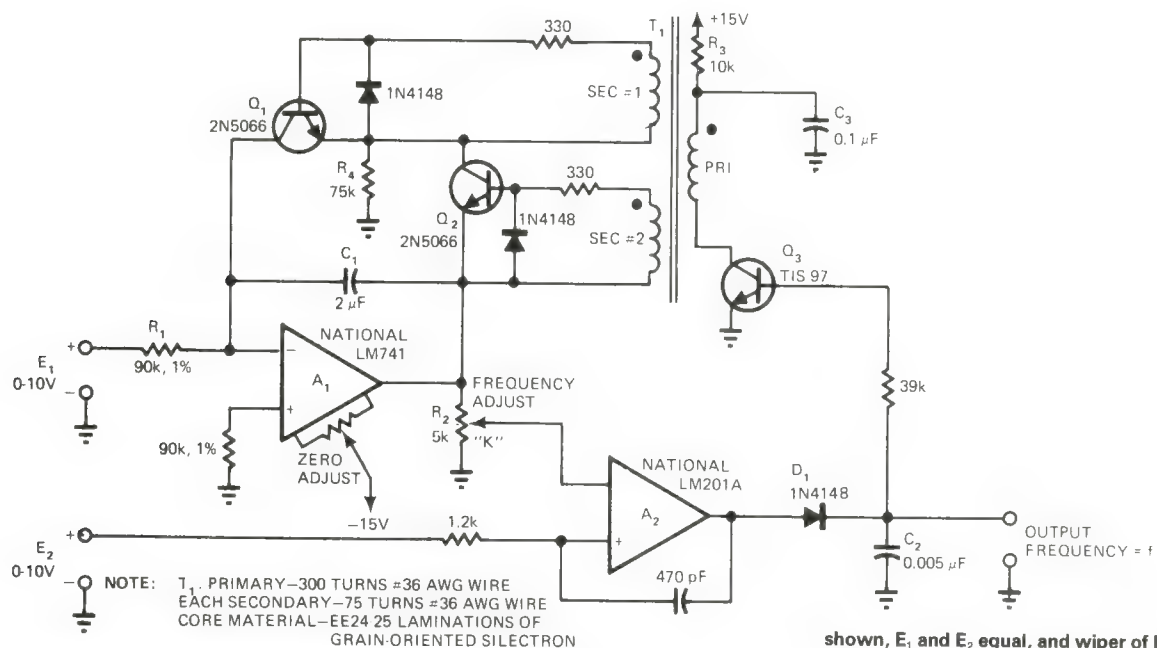 T1
+15V
330
R3
10k
1N4148
SEC =1
Q1
2N5066
C3
0.1 µF
PRI
R4
75k
330
Q2
2N5066
1N4148
SEC =2
Q3
TIS 97
C1
2 µF
NATIONAL
LM741
R1
90k, 1%
+
E1
0-10V
−
−
A1
+
FREQUENCY
ADJUST
R2
5k
"K"
39k
90k, 1%
ZERO
ADJUST
−15V
NATIONAL
LM201A
A2
+
D1
1N4148
+
E2
0-10V
−
1.2k
470 pF
C2
0.005 µF
OUTPUT
FREQUENCY = f
NOTE: T1. PRIMARY–300 TURNS =36 AWG WIRE
EACH SECONDARY–75 TURNS =36 AWG WIRE
CORE MATERIAL–EE24 25 LAMINATIONS OF
GRAIN-ORIENTED SILECTRON
shown, E1 and E2 equal, and wiper of